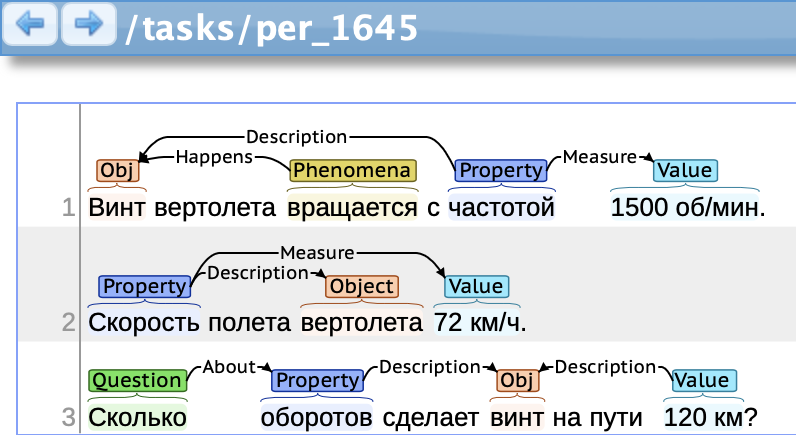 /tasks/per_1645
Description
Happens Measure
Obj Phenomena Property Value
1 Винт вертолета вращается с частотой 1500 об/мин.
Measure
Description
Property Object Value
2 Скорость полета вертолета 72 км/ч.
About Description Description
Question Property Obj Value
3 Сколько оборотов сделает винт на пути 120 км?